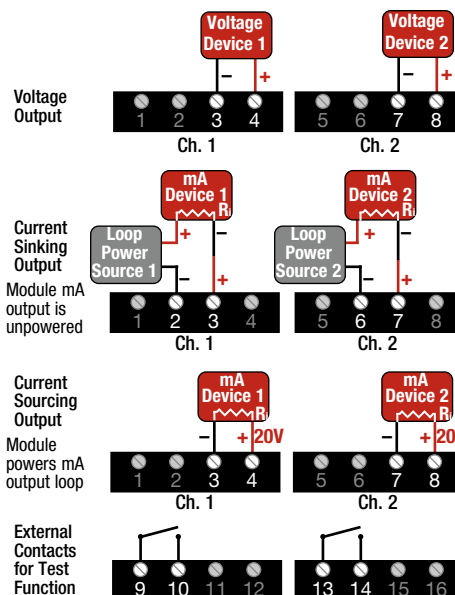 Voltage Device 1
Voltage Device 2
– +
– +
Voltage Output
1 2 3 4
5 6 7 8
Ch. 1
Ch. 2
Current Sinking Output
Module mA output is unpowered
mA Device 1
Ri
mA Device 2
Ri
Loop Power Source 1
+ –
– +
Loop Power Source 2
+ –
– +
1 2 3 4
5 6 7 8
Ch. 1
Ch. 2
Current Sourcing Output
Module powers mA output loop
mA Device 1
Ri
mA Device 2
Ri
– + 20V
– + 20
1 2 3 4
5 6 7 8
Ch. 1
Ch. 2
External Contacts for Test Function
9 10 11 12
13 14 15 16